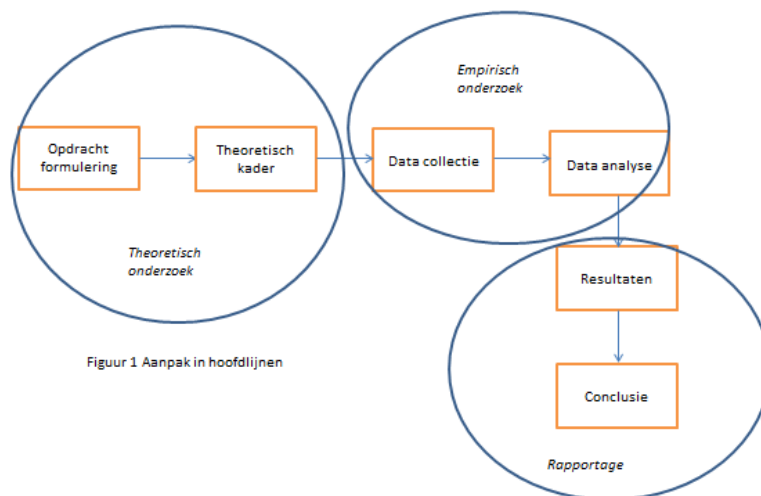 Empirisch
onderzoek
Opdracht
formulering
Theoretisch
kader
Data collectie
Data analyse
Theoretisch
onderzoek
Resultaten
Figuur 1 Aanpak in hoofdlijnen
Conclusie
Rapportage